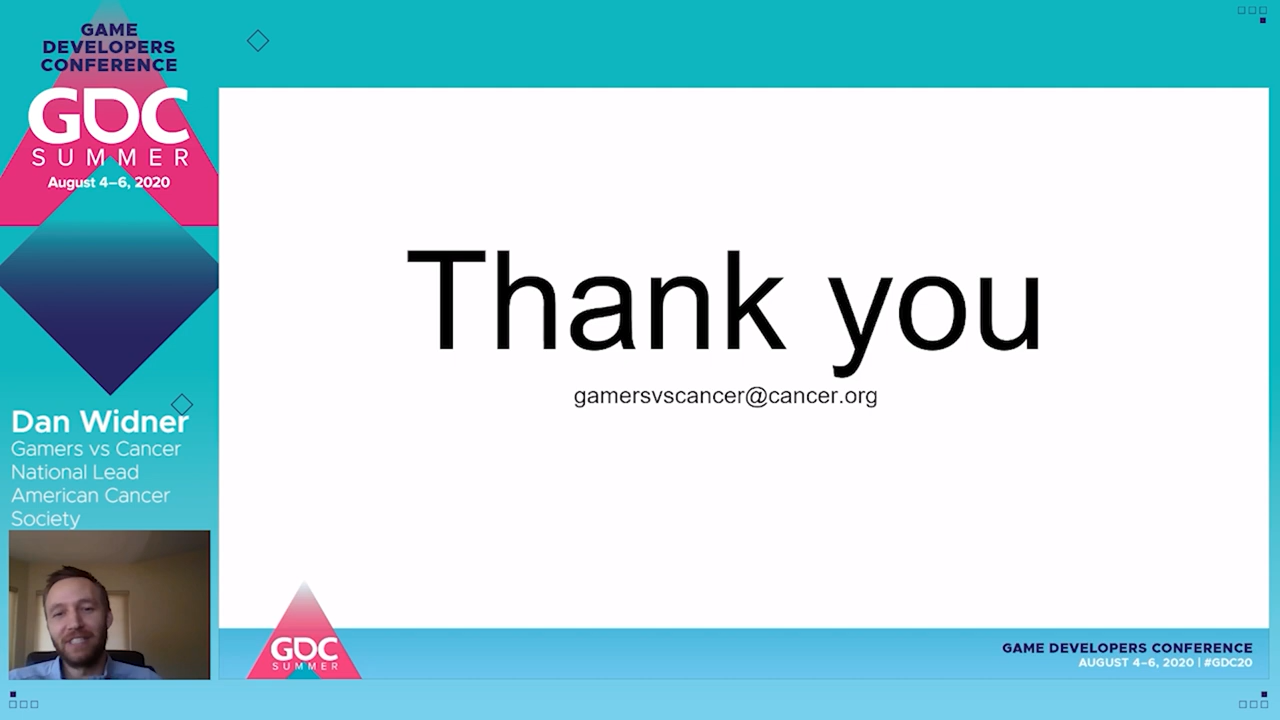 GAME
DEVELOPERS
CONFERENCE
GDC
SUMMER
August 4–6, 2020
Dan Widner
Gamers vs Cancer
National Lead
American Cancer
Society
Thank you
gamersvscancer@cancer.org
GDC
SUMMER
GAME DEVELOPERS CONFERENCE
AUGUST 4–6, 2020 | #GDC20